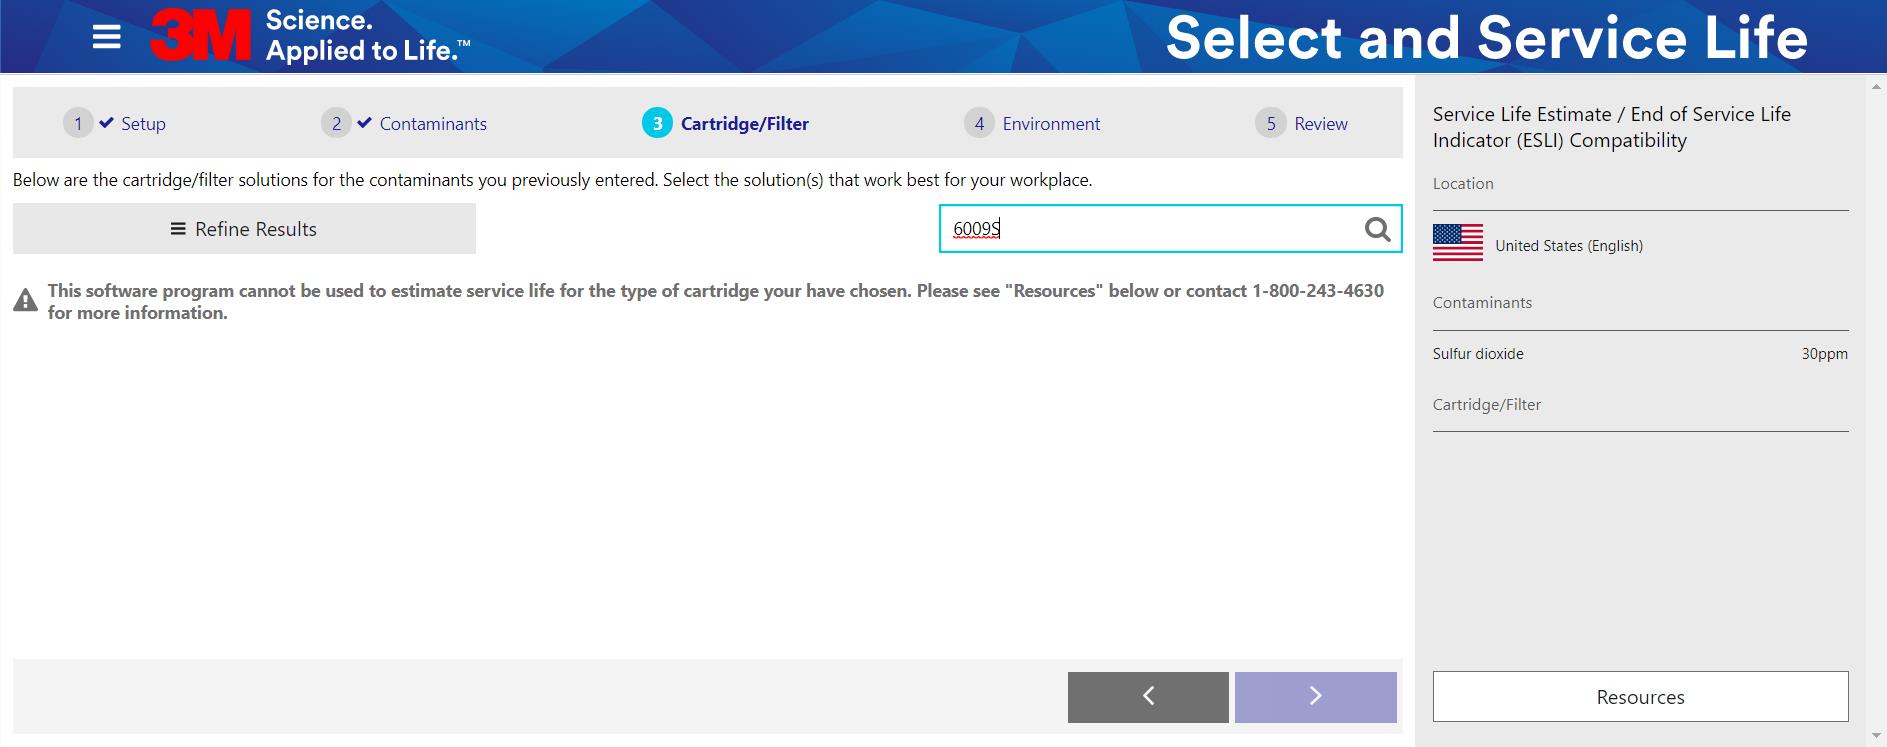 3M Science.
Applied to Life.™
Select and Service Life
1 Setup
2 Contaminants
3 Cartridge/Filter
4 Environment
5 Review
Below are the cartridge/filter solutions for the contaminants you previously entered. Select the solution(s) that work best for your workplace.
Refine Results
6009S
This software program cannot be used to estimate service life for the type of cartridge your have chosen. Please see "Resources" below or contact 1-800-243-4630
for more information.
Service Life Estimate / End of Service Life
Indicator (ESLI) Compatibility
Location
United States (English)
Contaminants
Sulfur dioxide 30ppm
Cartridge/Filter
Resources